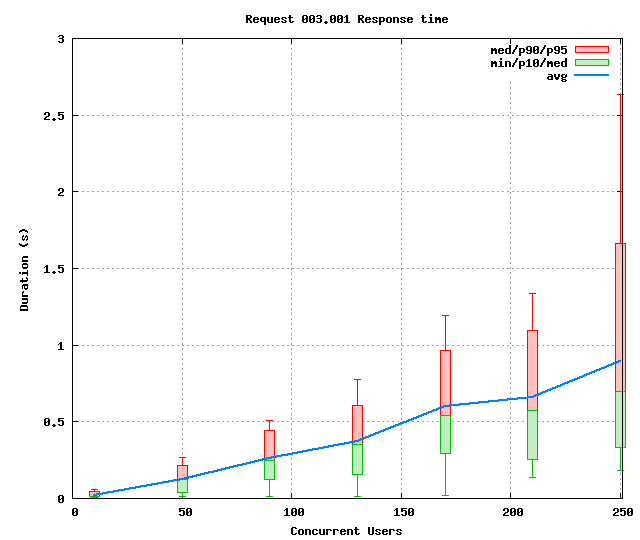 Request 003.001 Response time
3
2.5
2
1.5
1
0.5
0
0 50 100 150 200 250
Duration (s)
Concurrent Users
med/p90/p95
min/p10/med
avg